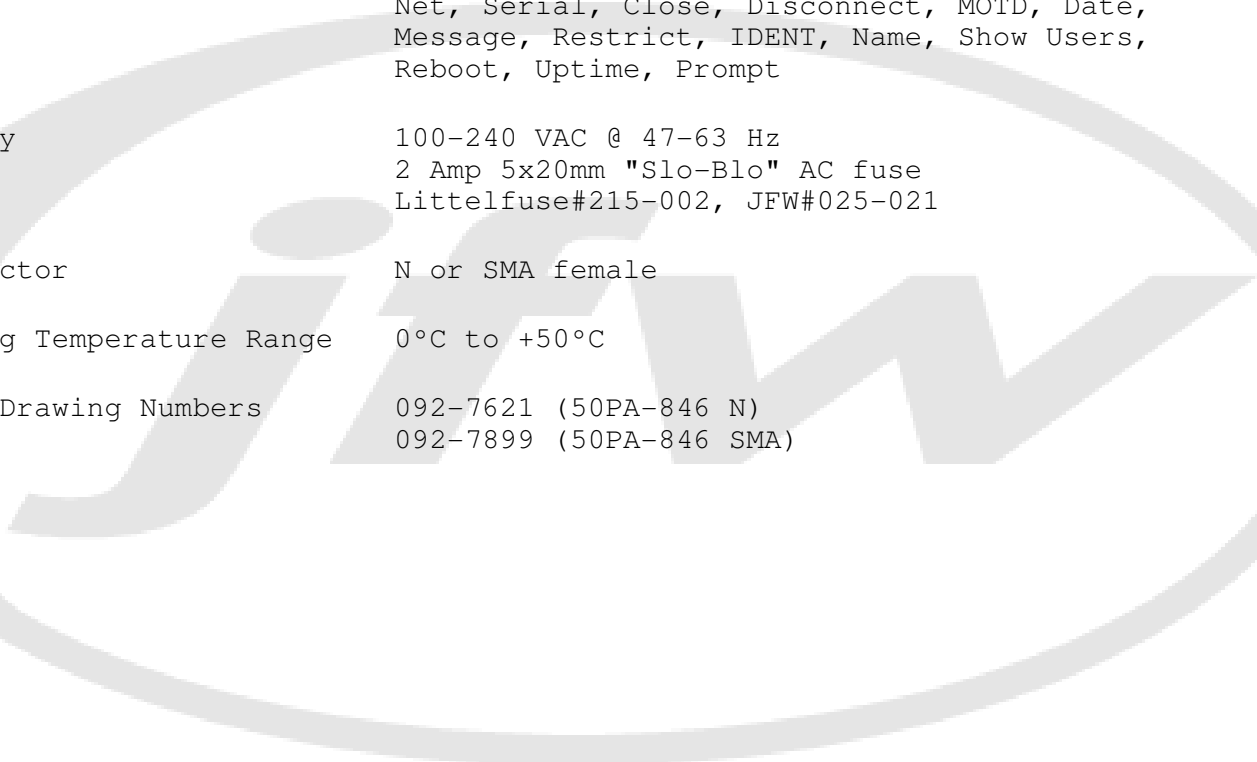 Net, Serial, Close, Disconnect, MOTD, Date,
Message, Restrict, IDENT, Name, Show Users,
Reboot, Uptime, Prompt
y 100-240 VAC @ 47-63 Hz
2 Amp 5x20mm "Slo-Blo" AC fuse
Littelfuse#215-002, JFW#025-021
ctor N or SMA female
g Temperature Range 0°C to +50°C
Drawing Numbers 092-7621 (50PA-846 N)
092-7899 (50PA-846 SMA)
jfw